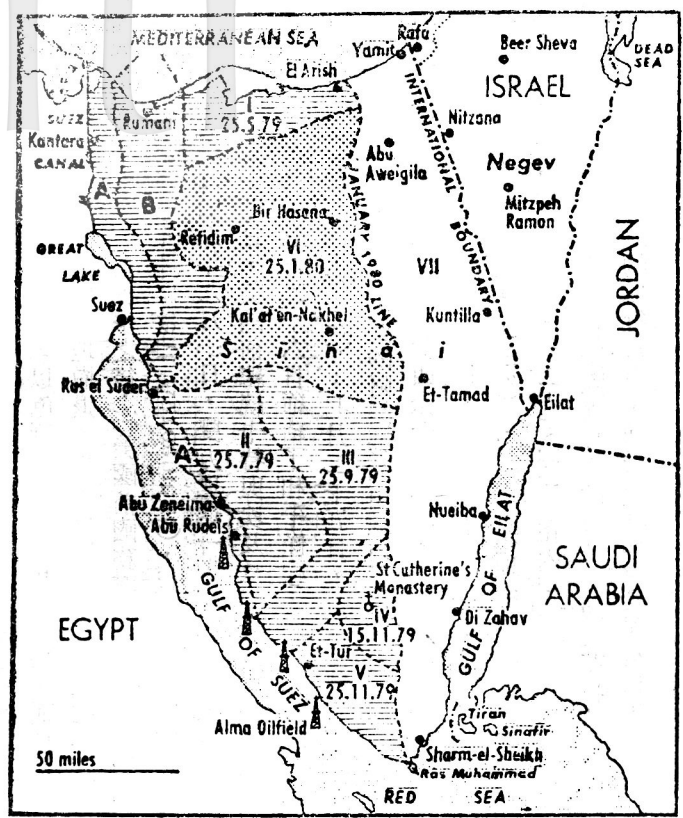 MEDITERRANEAN SEA
Rafa
Yamit
Beer Sheva
DEAD
SEA
El Arish
ISRAEL
SUEZ
Kantara
CANAL
Rumani
I
25.5.79
INTERNATIONAL
BOUNDARY
Nitzana
Abu
Aweigila
Negev
Mitzpeh
Ramon
A
B
JANUARY 1980 LINE
Bir Hasana
Refidim
VI
25.1.80
VII
GREAT
LAKE
JORDAN
Suez
Kal'at en-Nakhel
Kuntilla
S i n a i
Ras el Suder
Et-Tamad
Eilat
A
II
25.7.79
III
25.9.79
Abu Zeneima
Abu Rudeis
Nueiba
GULF OF EILAT
SAUDI
ARABIA
St Catherine's
Monastery
IV
15.11.79
Di Zahav
EGYPT
GULF OF SUEZ
Et-Tur
V
25.11.79
Alma Oilfield
Tiran
Sinafir
Sharm-el-Sheikh
Ras Muhammed
50 miles
RED SEA